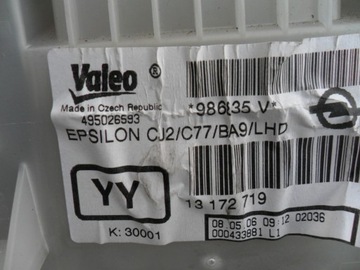 Valeo ®
Made in Czech Republic
495026593
*986835 V*
EPSILON CJ2/C77/BA9/LHD
YY
13 172 719
K: 30001
08.05.06 09:12 02036
000433881 L1